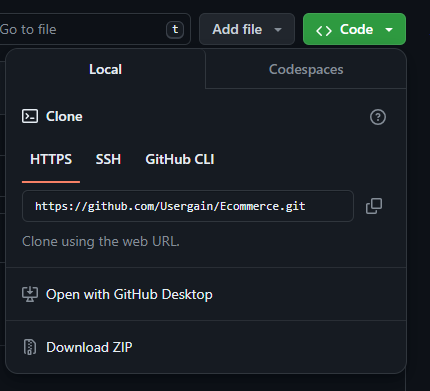 Go to file t Add file Code
Local Codespaces
Clone
HTTPS SSH GitHub CLI
https://github.com/Usergain/Ecommerce.git
Clone using the web URL.
Open with GitHub Desktop
Download ZIP